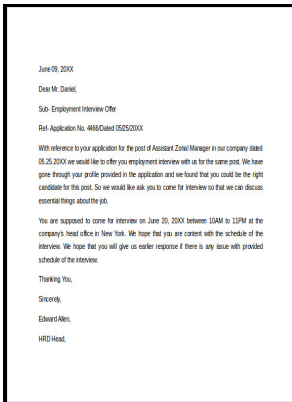 June 09, 20XX
Dear Mr. Daniel,
Sub- Employment Interview Offer
Ref- Application No. 4466/Dated 05/25/20XX
With reference to your application for the post of Assistant Zonal Manager in our company dated
05.25.20XX we would like to offer you employment interview with us for the same post. We have
gone through your profile provided in the application and we found that you could be the right
candidate for this post. So we would like ask you to come for interview so that we can discuss
essential things about the job.
You are supposed to come for interview on June 20, 20XX between 10AM to 11PM at the
company's head office in New York. We hope that you are content with the schedule of the
interview. We hope that you will give us earlier response if there is any issue with provided
schedule of the interview.
Thanking You,
Sincerely,
Edward Allen,
HRD Head,